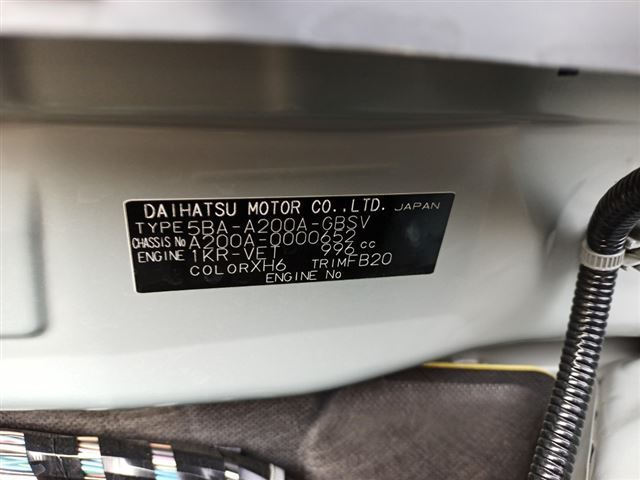 DAIHATSU MOTOR CO.,LTD. JAPAN
TYPE 5BA-A200A-GBSV
CHASSIS No A200A-0000652
ENGINE 1KR-VET 996 cc
COLOR XH6 TRIM FB20
ENGINE No